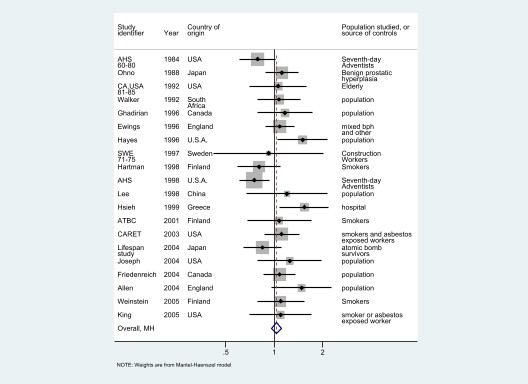 Study identifier Year Country of origin Population studied, or source of controls
AHS 60-80 1984 USA Seventh-day Adventists
Ohno 1988 Japan Benign prostatic hyperplasia
CA,USA 81-85 1992 USA Elderly
Walker 1992 South Africa population
Ghadirian 1996 Canada population
Ewings 1996 England mixed bph and other
Hayes 1996 U.S.A. population
SWE 71-75 1997 Sweden Construction Workers
Hartman 1998 Finland Smokers
AHS 1998 U.S.A. Seventh-day Adventists
Lee 1998 China population
Hsieh 1999 Greece hospital
ATBC 2001 Finland Smokers
CARET 2003 USA smokers and asbestos exposed workers
Lifespan study 2004 Japan atomic bomb survivors
Joseph 2004 USA population
Friedenreich 2004 Canada population
Allen 2004 England population
Weinstein 2005 Finland Smokers
King 2005 USA smoker or asbestos exposed worker
Overall, MH
.5 1 2
NOTE: Weights are from Mantel-Haenszel model